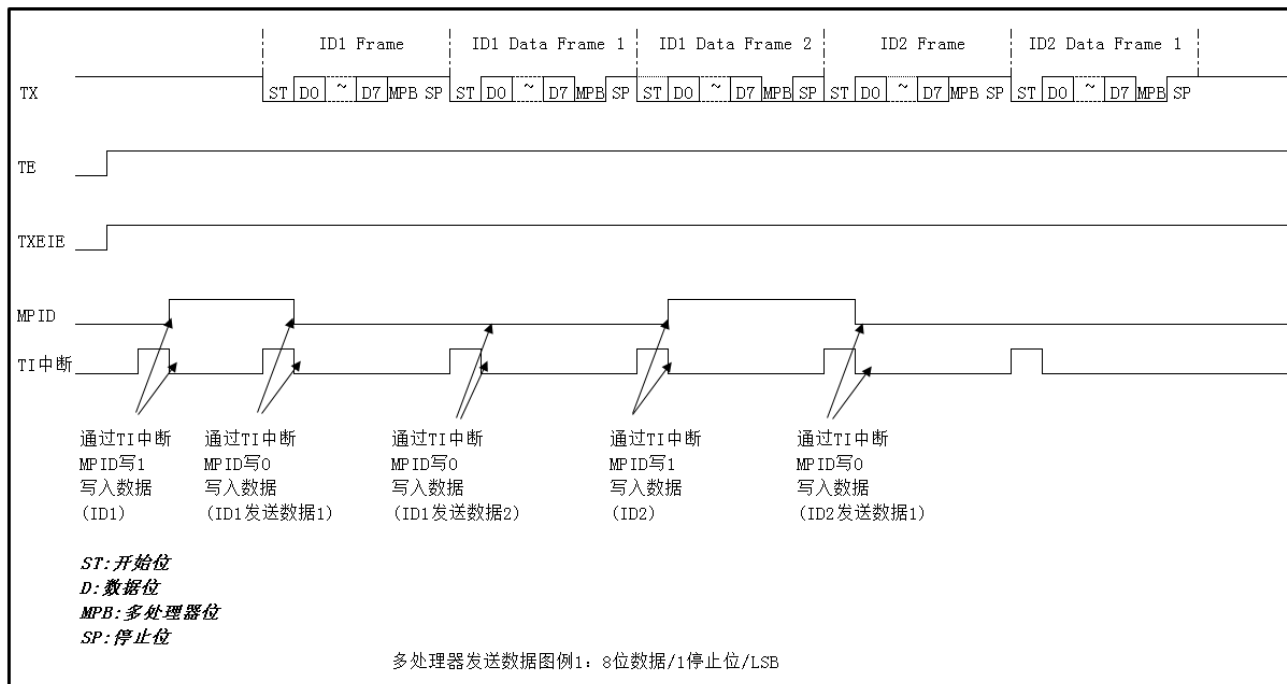 ID1 Frame ID1 Data Frame 1 ID1 Data Frame 2 ID2 Frame ID2 Data Frame 1
TX ST D0 ~ D7 MPB SP ST D0 ~ D7 MPB SP ST D0 ~ D7 MPB SP ST D0 ~ D7 MPB SP ST D0 ~ D7 MPB SP
TE
TXEIE
MPID
TI中断
通过TI中断
MPID写1
写入数据
(ID1)
通过TI中断
MPID写0
写入数据
(ID1发送数据1)
通过TI中断
MPID写0
写入数据
(ID1发送数据2)
通过TI中断
MPID写1
写入数据
(ID2)
通过TI中断
MPID写0
写入数据
(ID2发送数据1)
ST:开始位
D:数据位
MPB:多处理器位
SP:停止位
多处理器发送数据图例1: 8位数据/1停止位/LSB